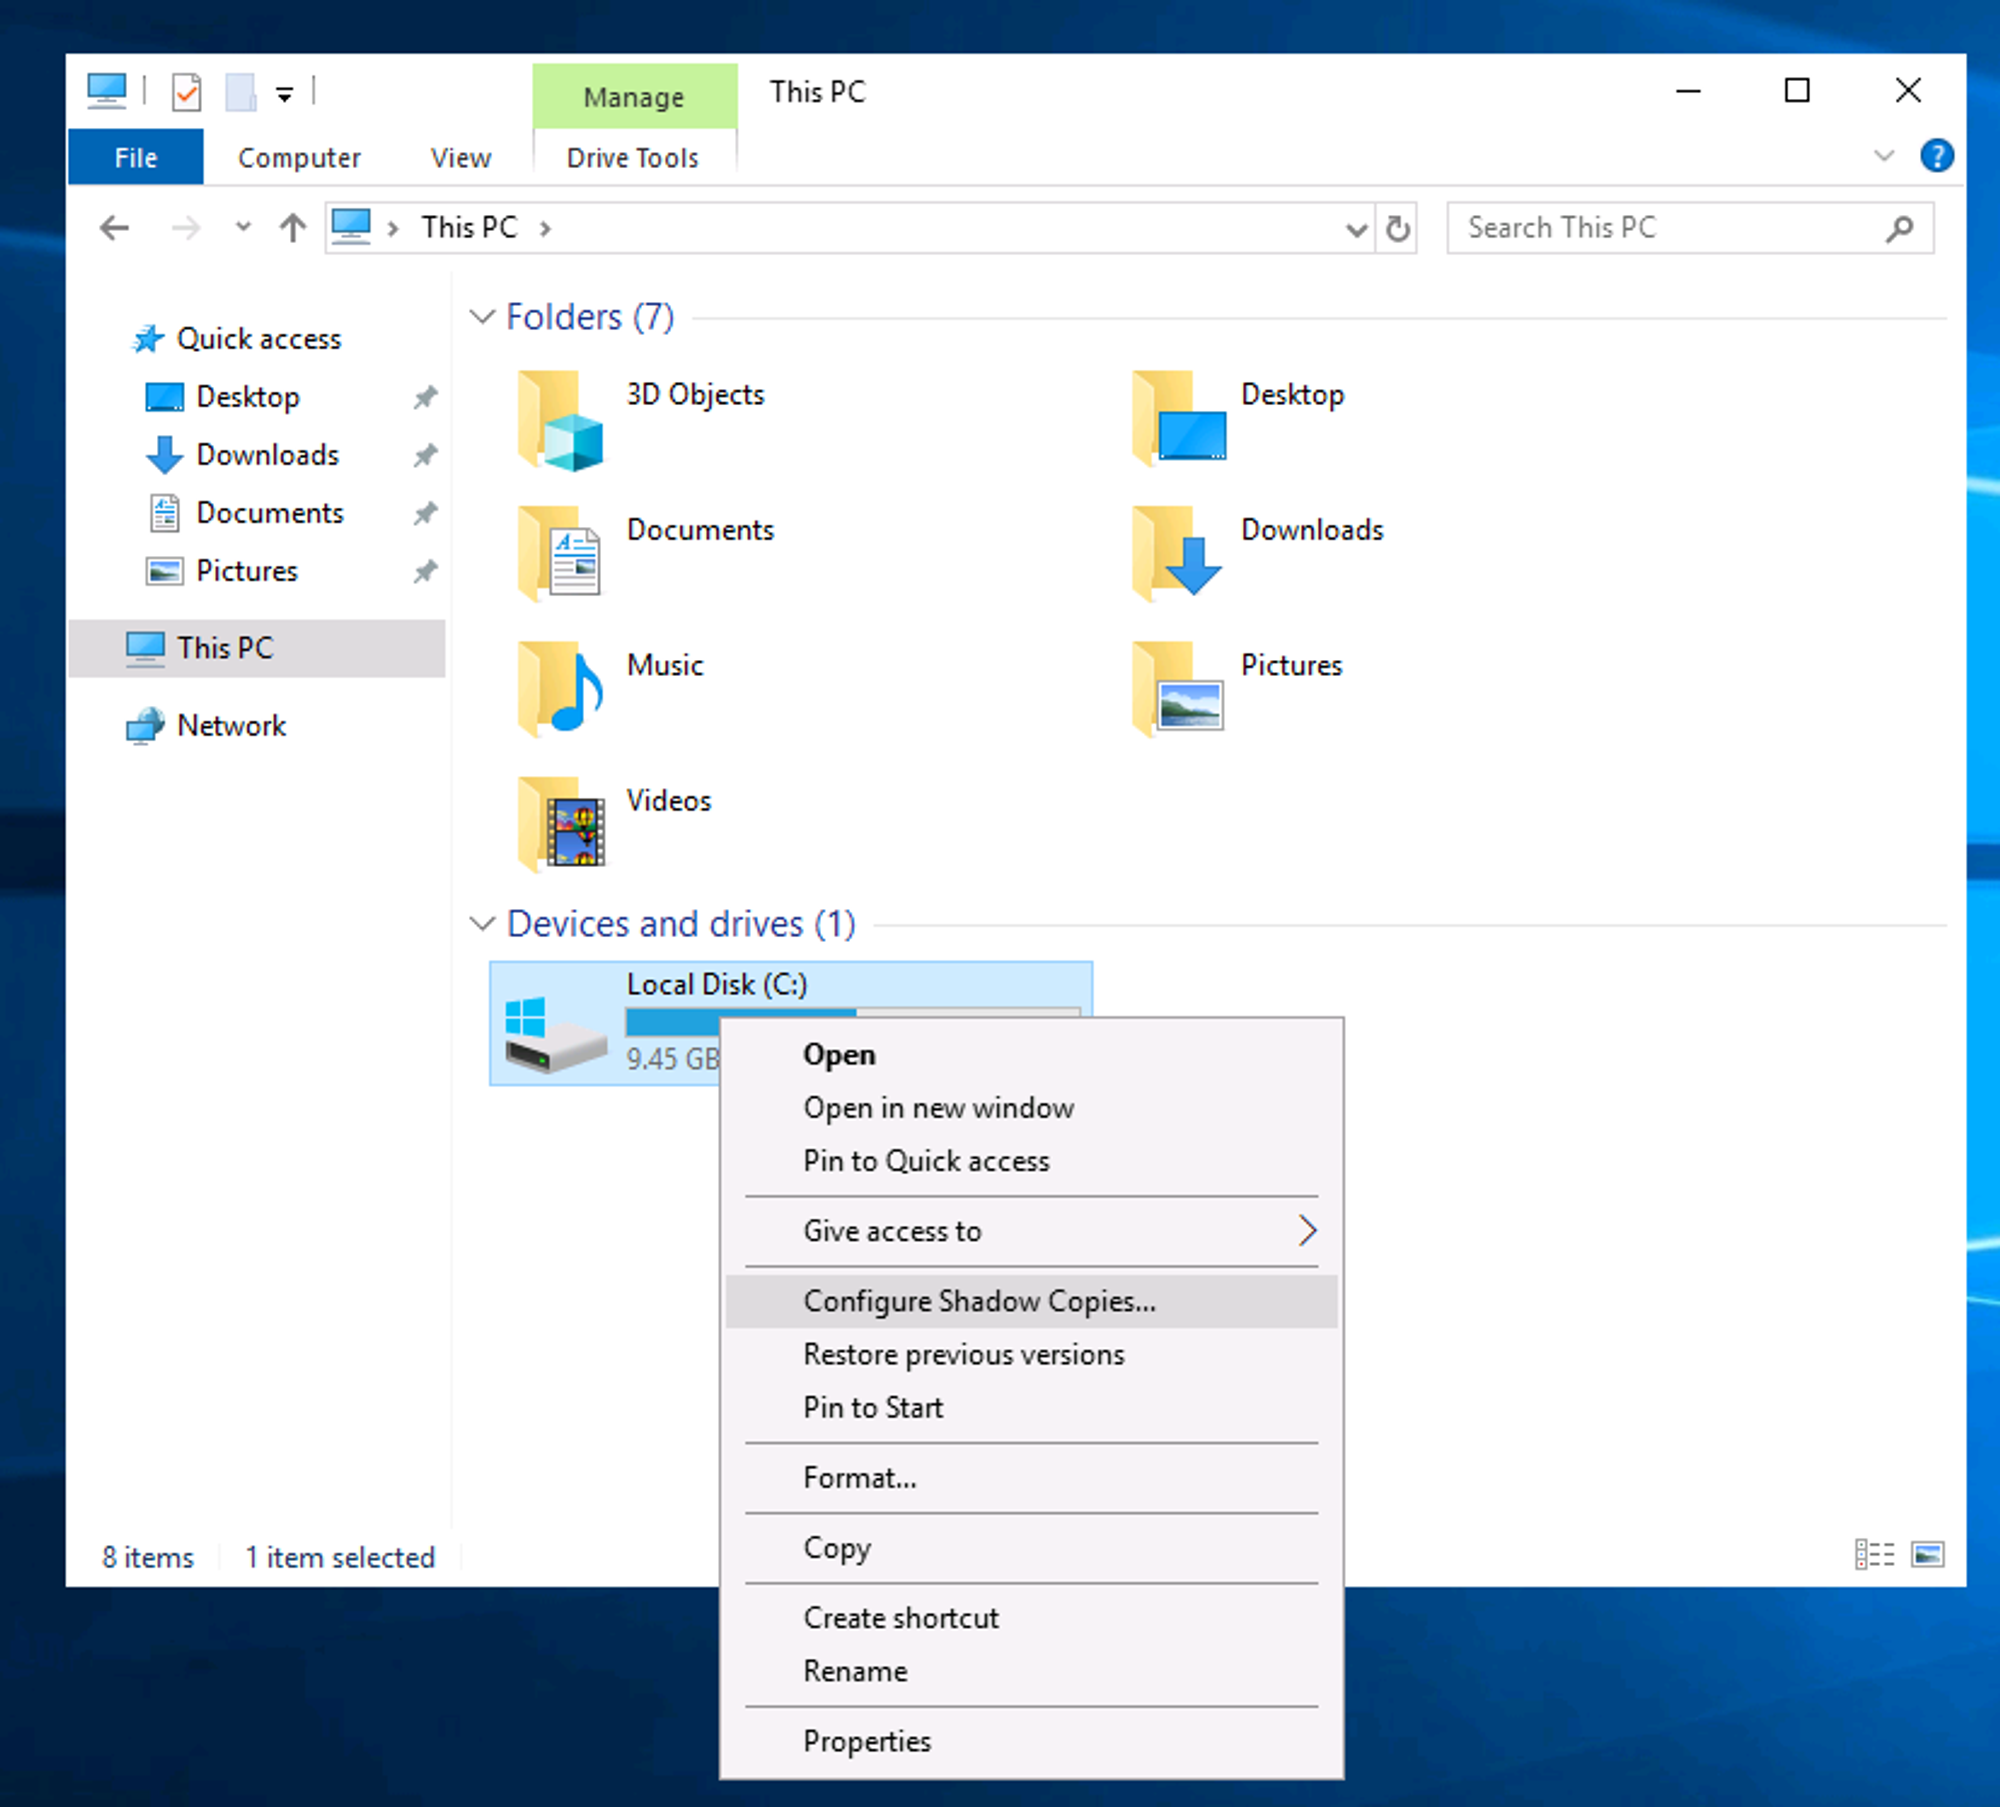 Manage
This PC
File
Computer
View
Drive Tools
This PC
Search This PC
Quick access
Desktop
Downloads
Documents
Pictures
This PC
Network
Folders (7)
3D Objects
Desktop
Documents
Downloads
Music
Pictures
Videos
Devices and drives (1)
Local Disk (C:)
9.45 GB
Open
Open in new window
Pin to Quick access
Give access to
Configure Shadow Copies...
Restore previous versions
Pin to Start
Format...
Copy
Create shortcut
Rename
Properties
8 items
1 item selected